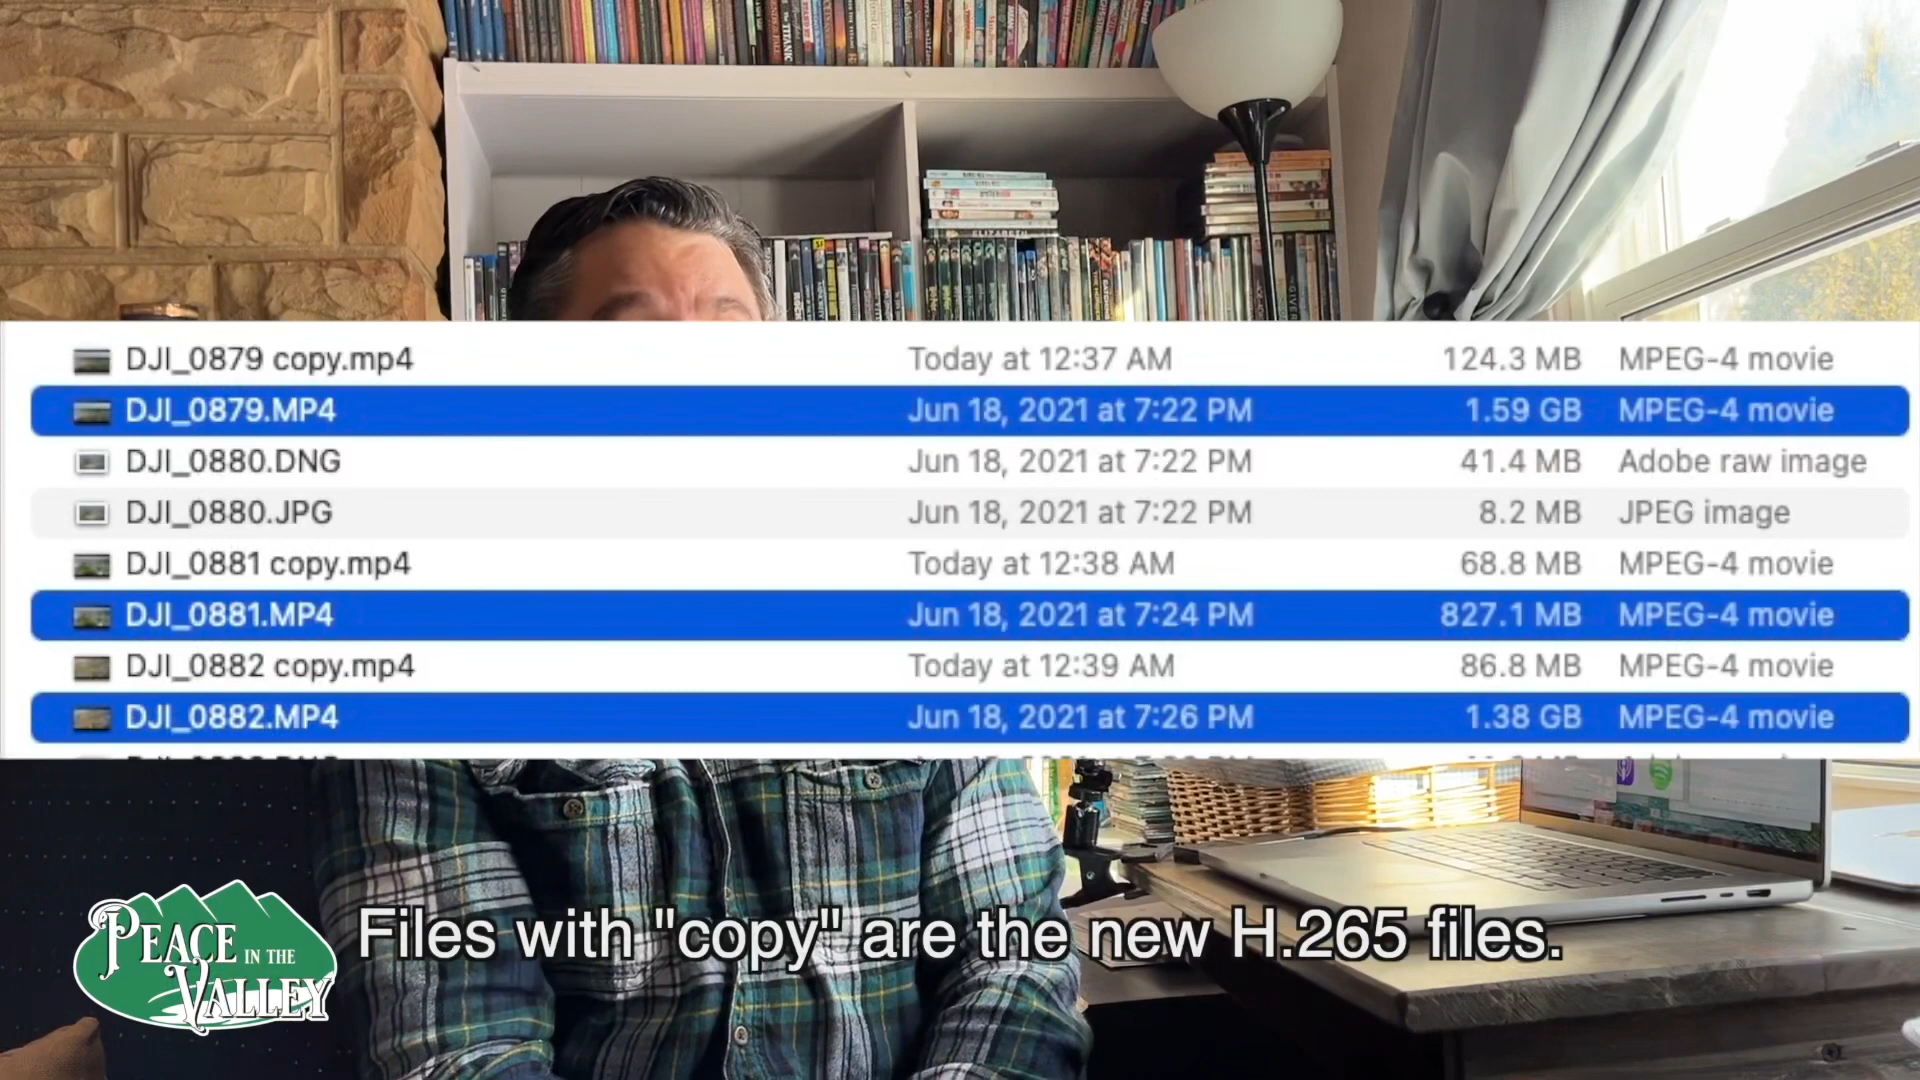 TITANIC
ELIZABETH
DJI_0879 copy.mp4 Today at 12:37 AM 124.3 MB MPEG-4 movie
DJI_0879.MP4 Jun 18, 2021 at 7:22 PM 1.59 GB MPEG-4 movie
DJI_0880.DNG Jun 18, 2021 at 7:22 PM 41.4 MB Adobe raw image
DJI_0880.JPG Jun 18, 2021 at 7:22 PM 8.2 MB JPEG image
DJI_0881 copy.mp4 Today at 12:38 AM 68.8 MB MPEG-4 movie
DJI_0881.MP4 Jun 18, 2021 at 7:24 PM 827.1 MB MPEG-4 movie
DJI_0882 copy.mp4 Today at 12:39 AM 86.8 MB MPEG-4 movie
DJI_0882.MP4 Jun 18, 2021 at 7:26 PM 1.38 GB MPEG-4 movie
Files with "copy" are the new H.265 files.
PEACE IN THE
VALLEY